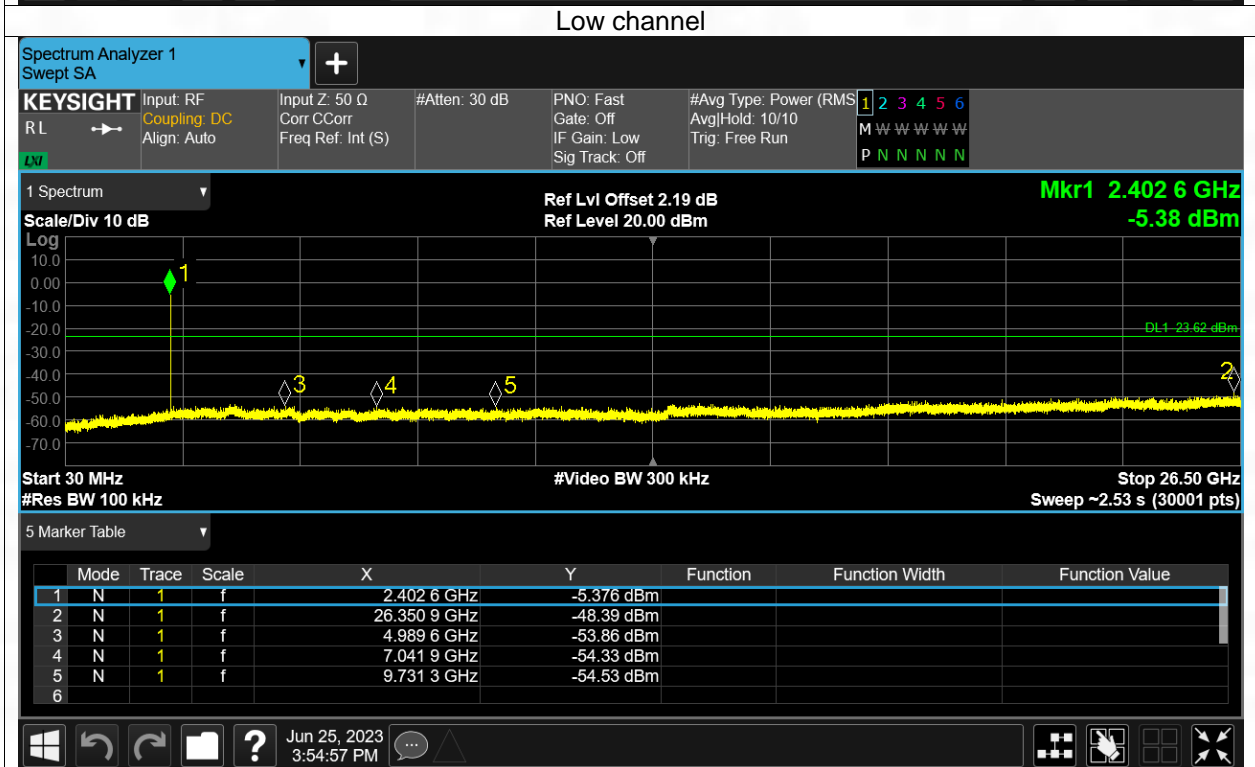 Low channel
Spectrum Analyzer 1
Swept SA
KEYSIGHT
RL
LXI
Input: RF
Coupling: DC
Align: Auto
Input Z: 50 Ω
Corr CCorr
Freq Ref: Int (S)
#Atten: 30 dB
PNO: Fast
Gate: Off
IF Gain: Low
Sig Track: Off
#Avg Type: Power (RMS
Avg|Hold: 10/10
Trig: Free Run
1 2 3 4 5 6
M W W W W W
P N N N N N
1 Spectrum
Scale/Div 10 dB
Ref Lvl Offset 2.19 dB
Ref Level 20.00 dBm
Mkr1 2.402 6 GHz
-5.38 dBm
Log
10.0
0.00
-10.0
-20.0
-30.0
-40.0
-50.0
-60.0
-70.0
1
DL1 -23.62 dBm
3
4
5
2
Start 30 MHz
#Video BW 300 kHz
Stop 26.50 GHz
#Res BW 100 kHz
Sweep ~2.53 s (30001 pts)
5 Marker Table
Mode Trace Scale X Y Function Function Width Function Value
1 N 1 f 2.402 6 GHz -5.376 dBm
2 N 1 f 26.350 9 GHz -48.39 dBm
3 N 1 f 4.989 6 GHz -53.86 dBm
4 N 1 f 7.041 9 GHz -54.33 dBm
5 N 1 f 9.731 3 GHz -54.53 dBm
6
?
Jun 25, 2023
3:54:57 PM